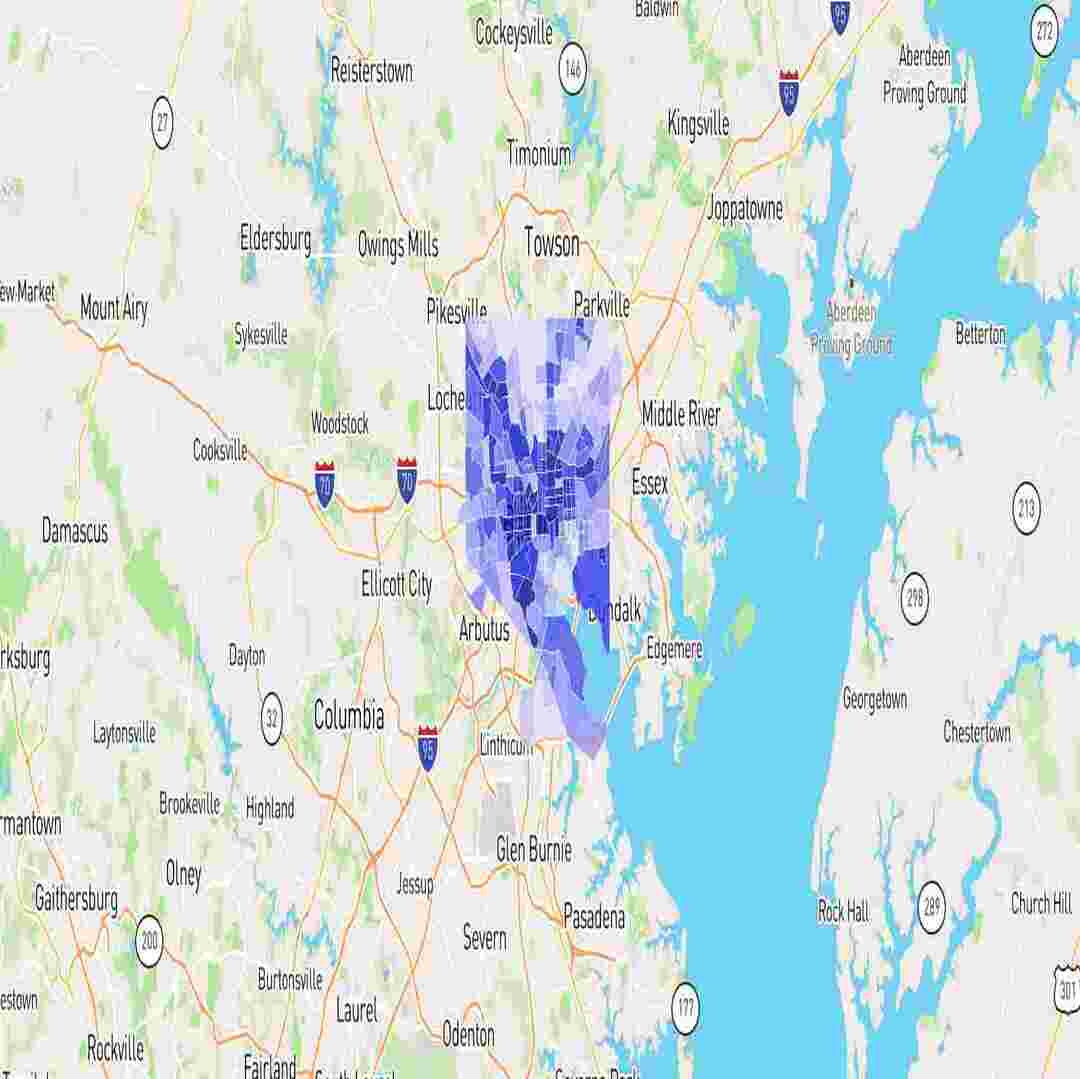 Baldwin
95
272
Cockeysville
146
Aberdeen
Proving Ground
Reisterstown
95
27
Kingsville
Timonium
Joppatowne
Eldersburg
Owings Mills
Towson
ew Market
Mount Airy
Pikesville
Parkville
Aberdeen
Proving Ground
Sykesville
Betterton
Loche
Middle River
Woodstock
Cooksville
70
70
Essex
213
Damascus
Ellicott City
298
Dundalk
Arbutus
Edgemere
rksburg
Dayton
Georgetown
32
Columbia
Laytonsville
Linthicum
95
Chestertown
Brookeville
Highland
rmantown
Glen Burnie
Olney
Jessup
Gaithersburg
Rock Hall
289
Church Hill
Pasadena
200
Severn
Burtonsville
estown
301
177
Laurel
Odenton
Rockville
Fairland
South Laurel
Severna Park